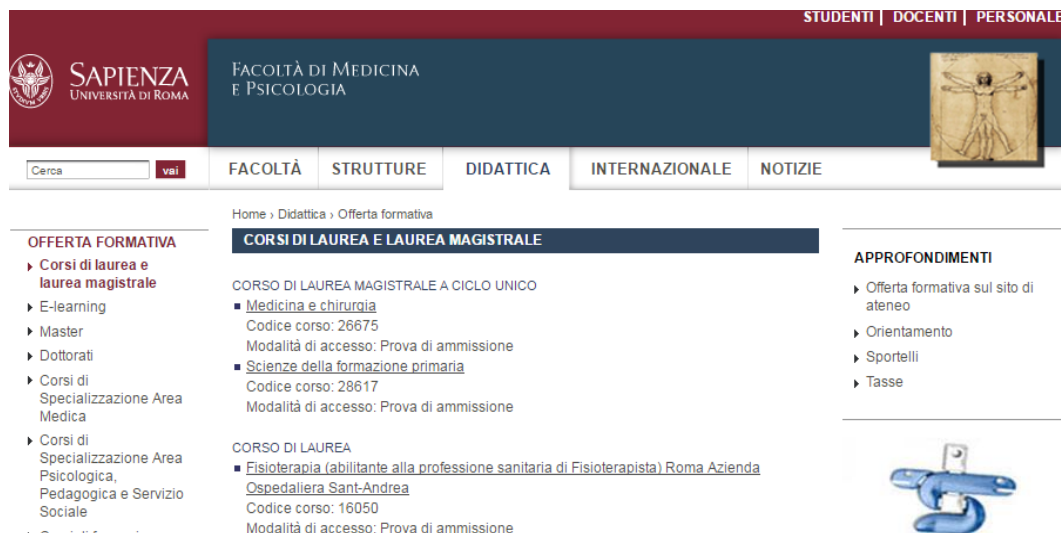 STUDENTI | DOCENTI | PERSONALE
SAPIENZA
UNIVERSITÀ DI ROMA
FACOLTÀ DI MEDICINA
E PSICOLOGIA
Cerca
vai
FACOLTÀ
STRUTTURE
DIDATTICA
INTERNAZIONALE
NOTIZIE
Home › Didattica › Offerta formativa
OFFERTA FORMATIVA
Corsi di laurea e
laurea magistrale
E-learning
Master
Dottorati
Corsi di
Specializzazione Area
Medica
Corsi di
Specializzazione Area
Psicologica,
Pedagogica e Servizio
Sociale
CORSI DI LAUREA E LAUREA MAGISTRALE
CORSO DI LAUREA MAGISTRALE A CICLO UNICO
Medicina e chirurgia
Codice corso: 26675
Modalità di accesso: Prova di ammissione
Scienze della formazione primaria
Codice corso: 28617
Modalità di accesso: Prova di ammissione
CORSO DI LAUREA
Fisioterapia (abilitante alla professione sanitaria di Fisioterapista) Roma Azienda
Ospedaliera Sant-Andrea
Codice corso: 16050
Modalità di accesso: Prova di ammissione
APPROFONDIMENTI
Offerta formativa sul sito di
ateneo
Orientamento
Sportelli
Tasse